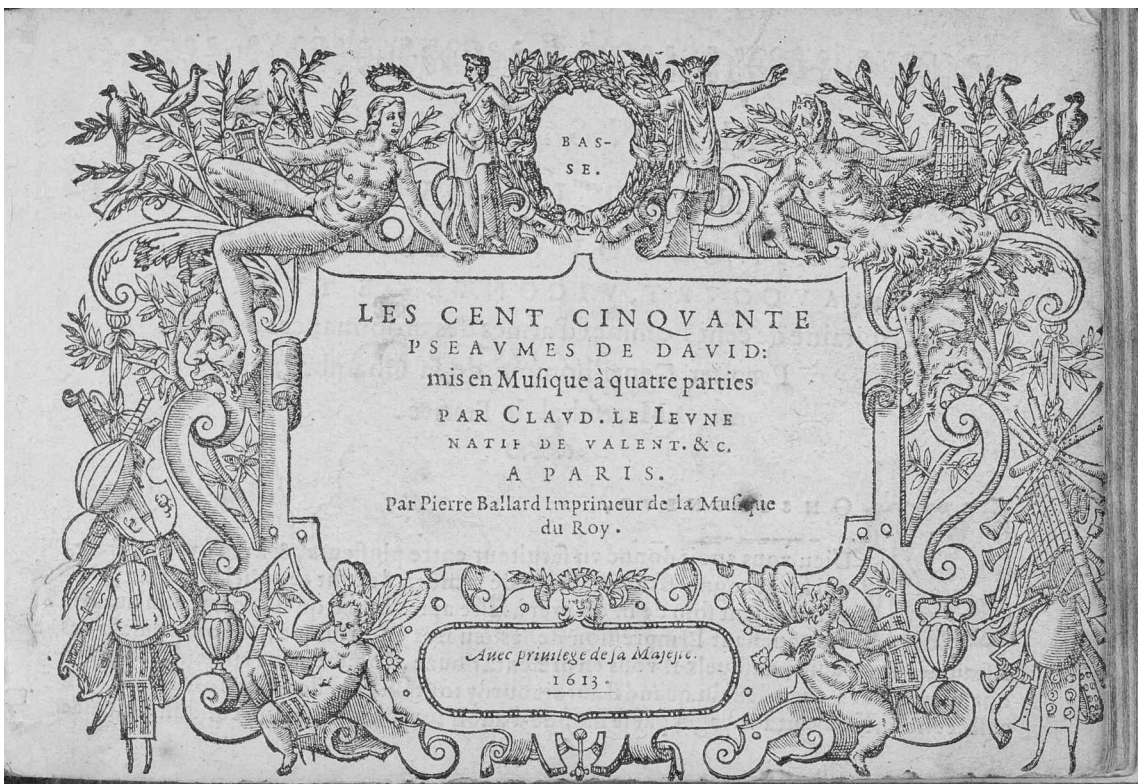 BAS-
SE.
LES CENT CINQVANTE
PSEAVMES DE DAVID:
mis en Muſique à quatre parties
PAR CLAVD. LE IEVNE
NATIF DE VALENT. & C.
A PARIS.
Par Pierre Ballard Imprimeur de la Muſique
du Roy.
Auec priuilege de ſa Majeſté.
1613.